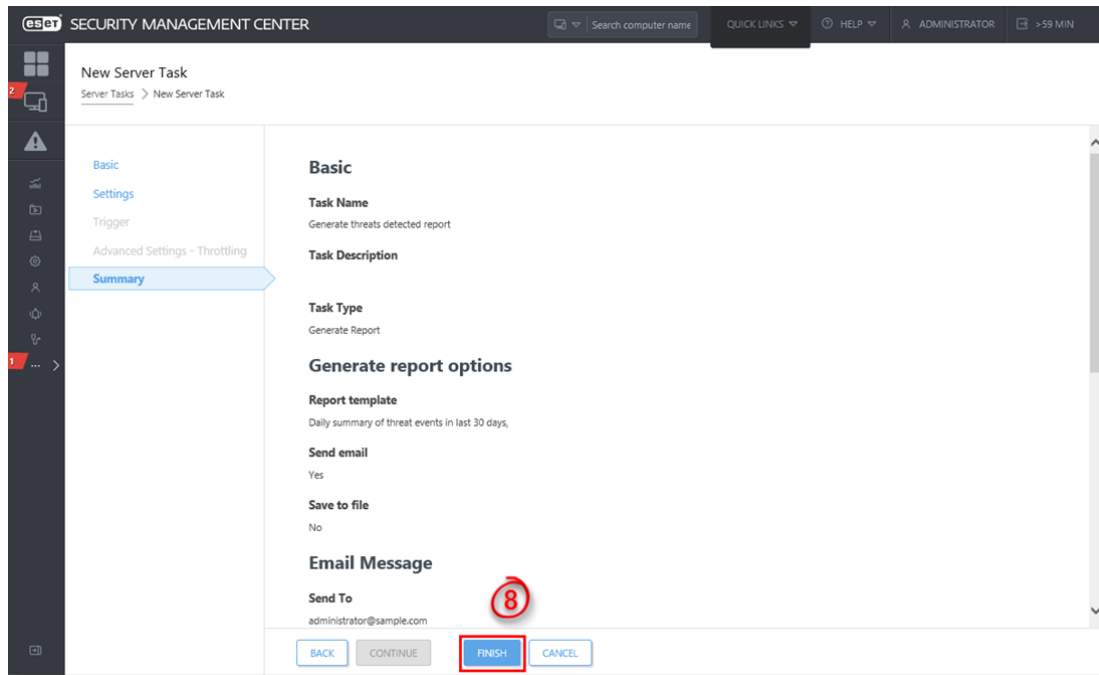 eseT SECURITY MANAGEMENT CENTER Search computer name QUICK LINKS HELP ADMINISTRATOR >59 MIN
New Server Task
Server Tasks > New Server Task
2
1
...
Basic
Settings
Trigger
Advanced Settings - Throttling
Summary
Basic
Task Name
Generate threats detected report
Task Description
Task Type
Generate Report
Generate report options
Report template
Daily summary of threat events in last 30 days,
Send email
Yes
Save to file
No
Email Message
Send To
administrator@sample.com
8
BACK CONTINUE FINISH CANCEL